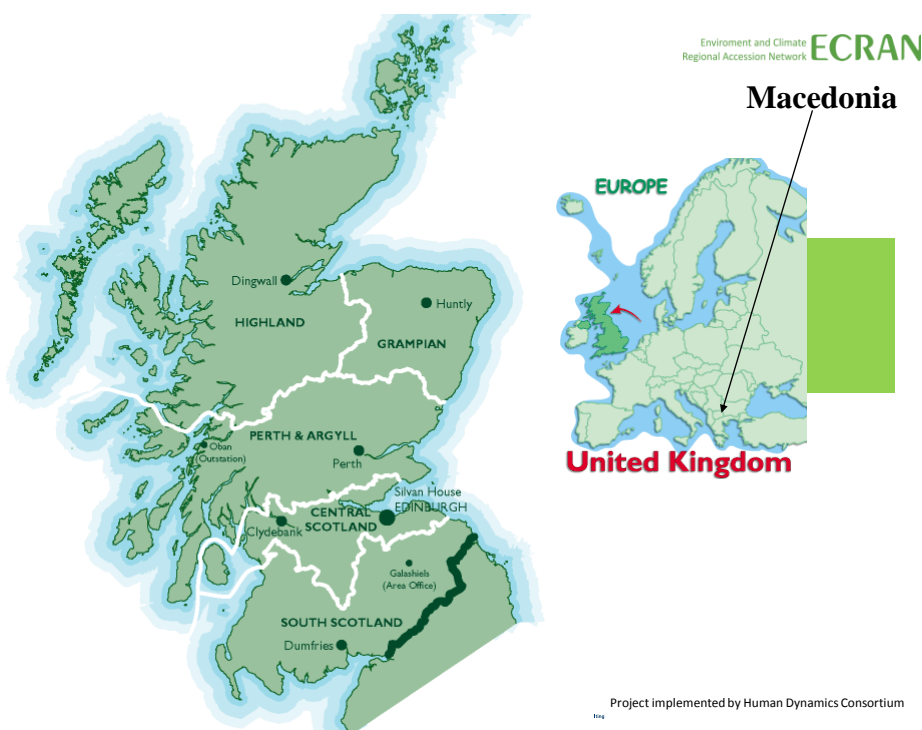 Enviroment and Climate
Regional Accession Network
ECRAN
Macedonia
EUROPE
United Kingdom
Dingwall
Huntly
HIGHLAND
GRAMPIAN
PERTH & ARGYLL
Oban
(Outstation)
Perth
Silvan House
EDINBURGH
CENTRAL
SCOTLAND
Clydebank
Galashiels
(Area Office)
SOUTH SCOTLAND
Dumfries
Project implemented by Human Dynamics Consortium